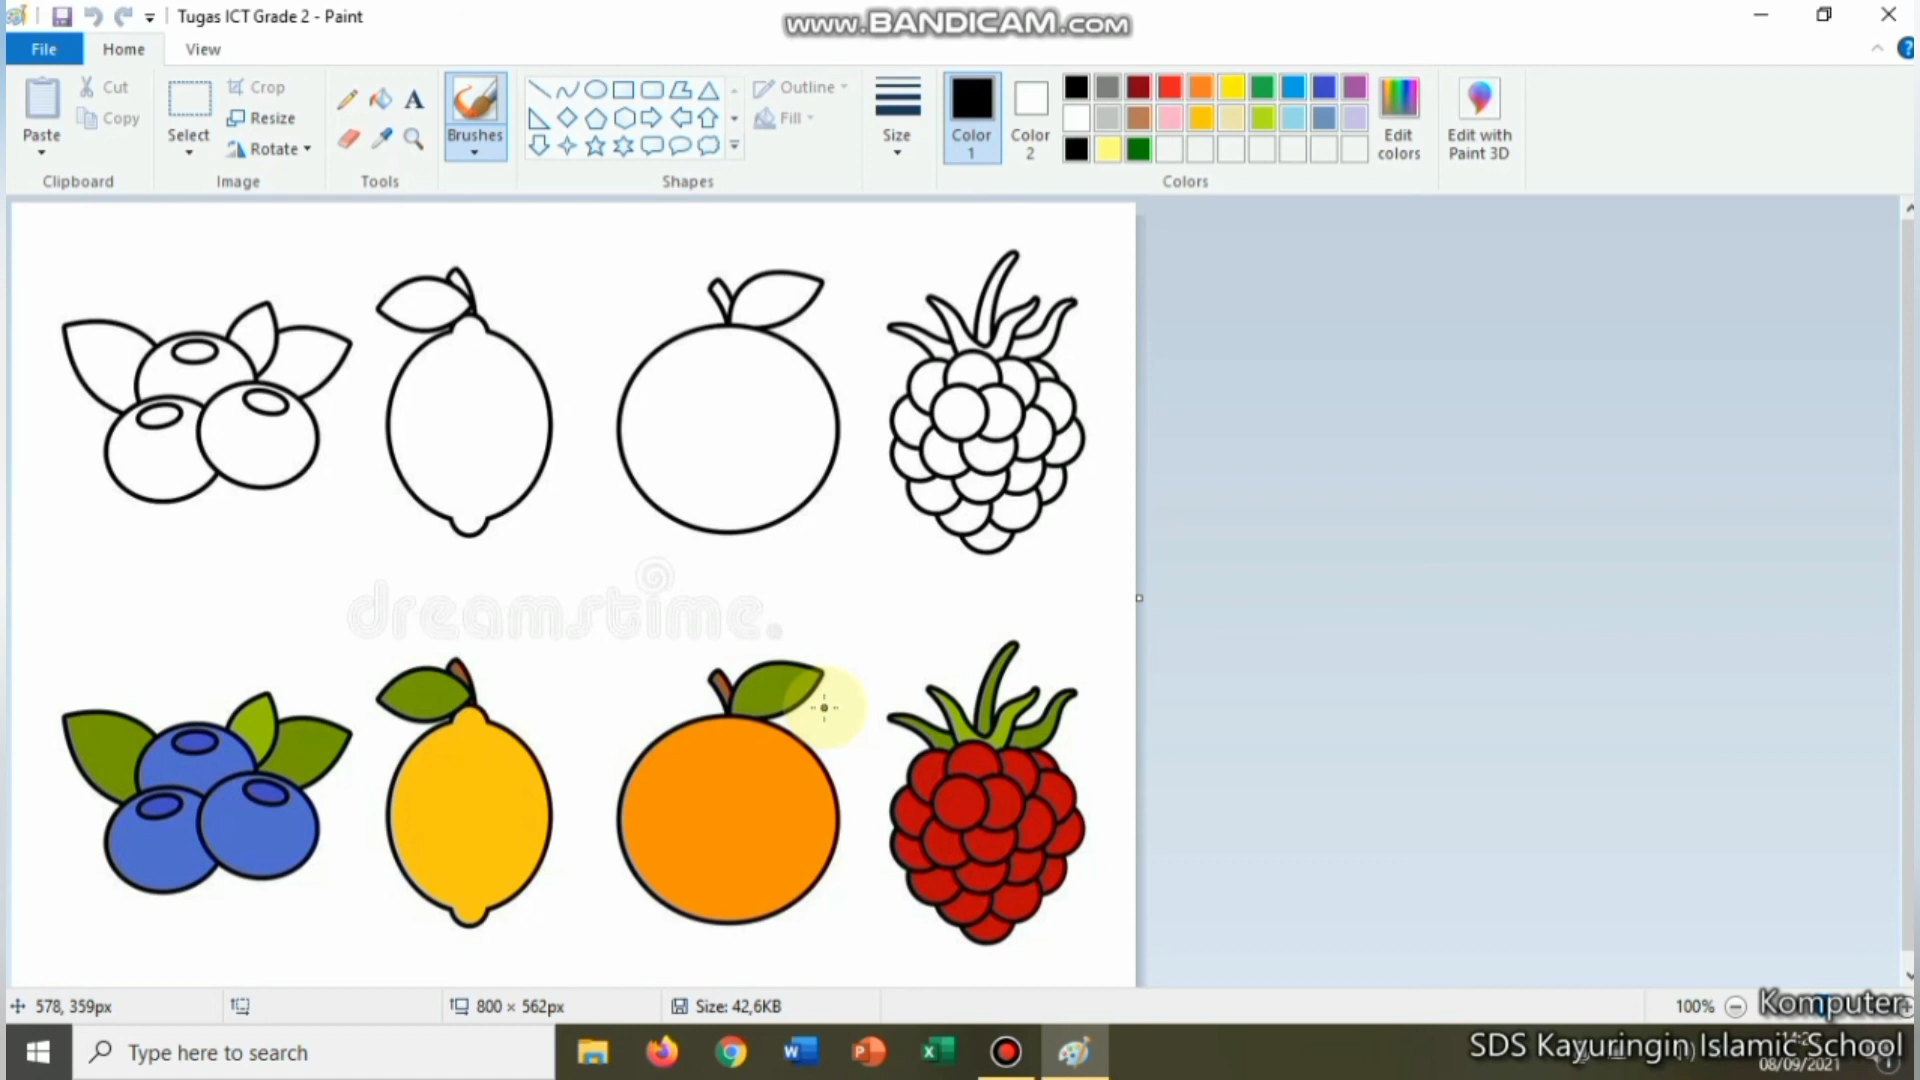 Tugas ICT Grade 2 - Paint
www.BANDICAM.com
File Home View
Paste
Cut
Copy
Clipboard
Select
Crop
Resize
Rotate
Image
A
Tools
Brushes
Shapes
Outline
Fill
Size
Color 1
Color 2
Edit colors
Colors
Edit with Paint 3D
dreamstime.
578, 359px
800 × 562px
Size: 42,6KB
100%
Komputer
Type here to search
SDS Kayuringin Islamic School
08/09/2021